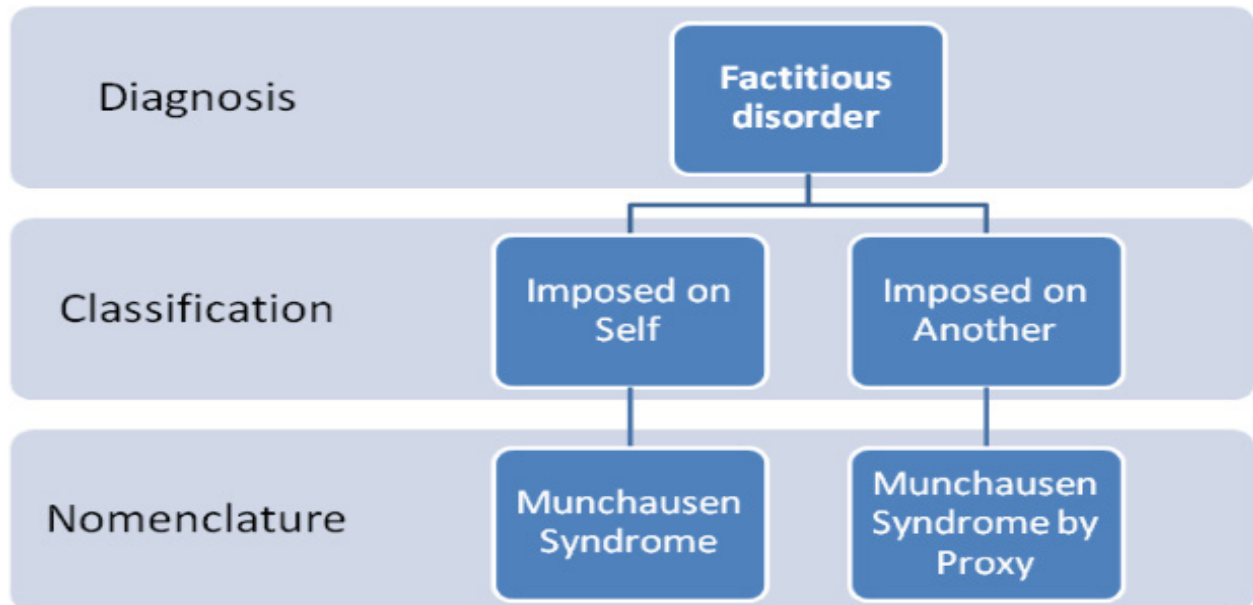 Diagnosis
Factitious
disorder
Classification
Imposed on
Self
Imposed on
Another
Nomenclature
Munchausen
Syndrome
Munchausen
Syndrome by
Proxy